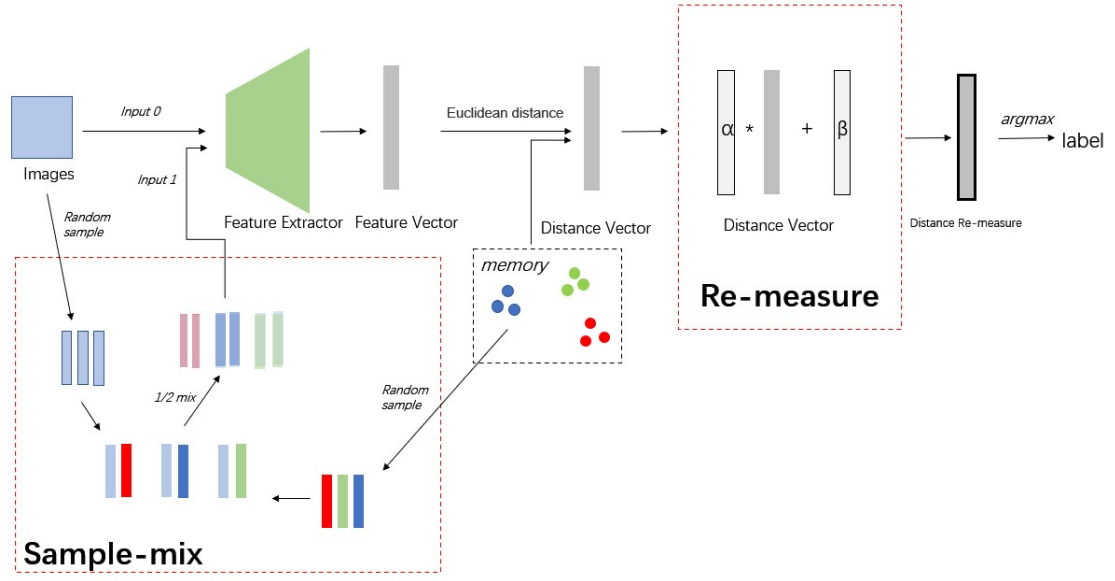 Input 0
Images
Input 1
Random
sample
Feature Extractor
Feature Vector
Euclidean distance
Distance Vector
memory
α * + β
Distance Vector
Re-measure
Distance Re-measure
argmax
label
1/2 mix
Random
sample
Sample-mix